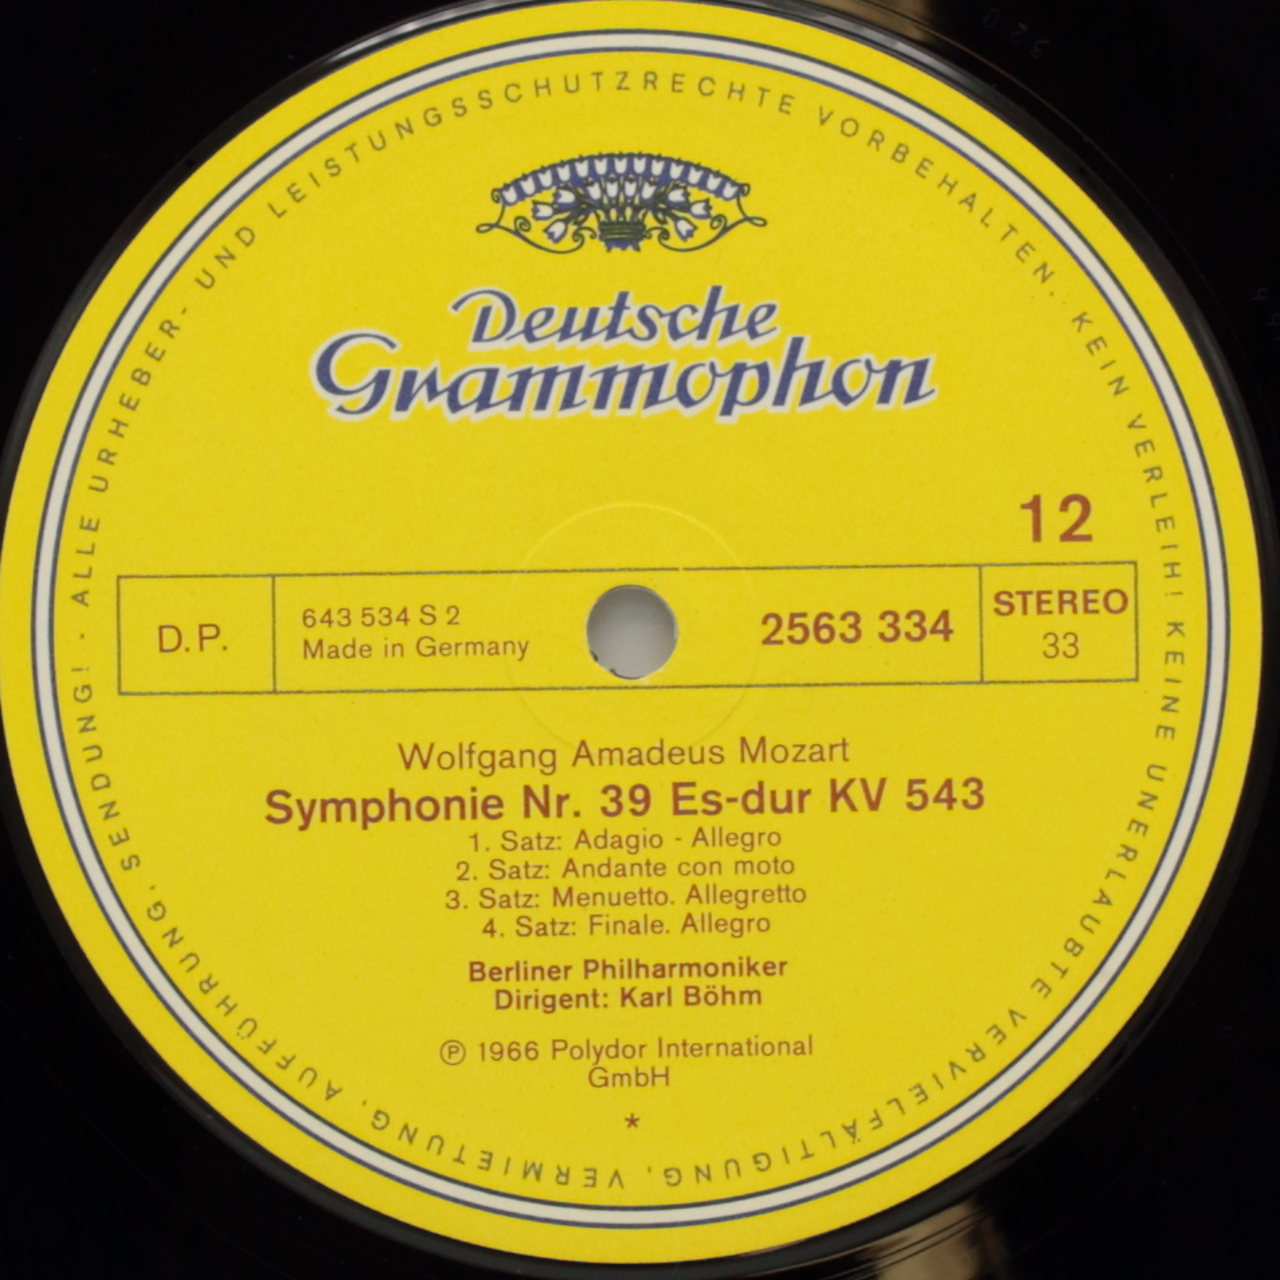 ALLE URHEBER- UND LEISTUNGSSCHUTZRECHTE VORBEHALTEN. · KEIN VERLEIH! KEINE UNERLAUBTE VERVIELFÄLTIGUNG, VERMIETUNG, AUFFÜHRUNG, SENDUNG! ·
Deutsche
Grammophon
12
D.P.
643 534 S 2
Made in Germany
2563 334
STEREO
33
Wolfgang Amadeus Mozart
Symphonie Nr. 39 Es-dur KV 543
1. Satz: Adagio - Allegro
2. Satz: Andante con moto
3. Satz: Menuetto. Allegretto
4. Satz: Finale. Allegro
Berliner Philharmoniker
Dirigent: Karl Böhm
Ⓟ 1966 Polydor International
GmbH
*